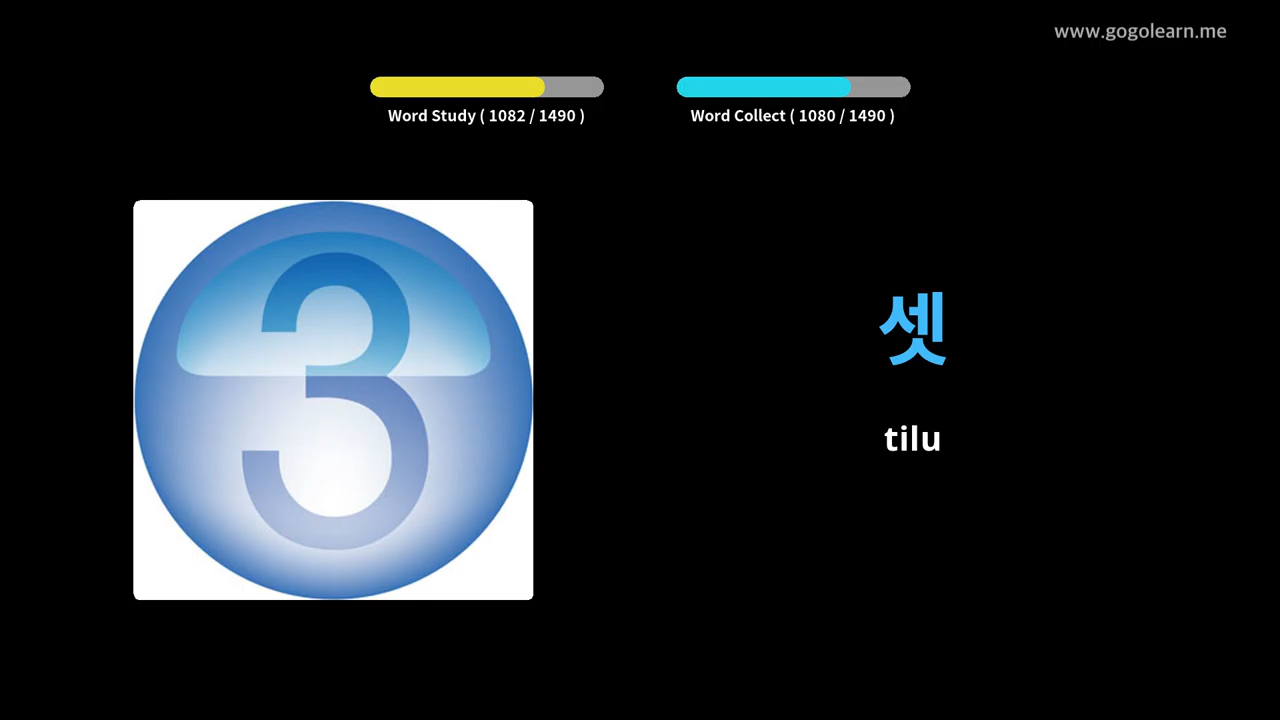 www.gogolearn.me
Word Study ( 1082 / 1490 )
Word Collect ( 1080 / 1490 )
3
셋
tilu